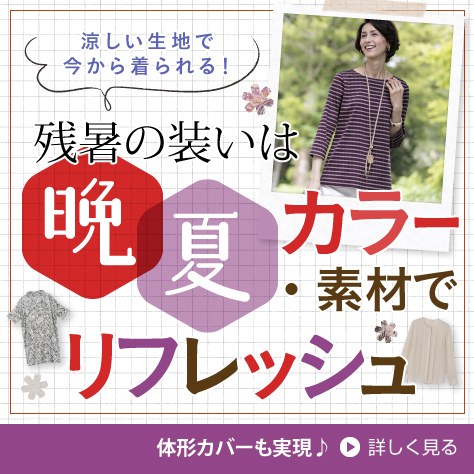 涼しい生地で
今から着られる！
残暑の装いは
晩夏カラー
・素材で
リフレッシュ
体形カバーも実現♪ 詳しく見る